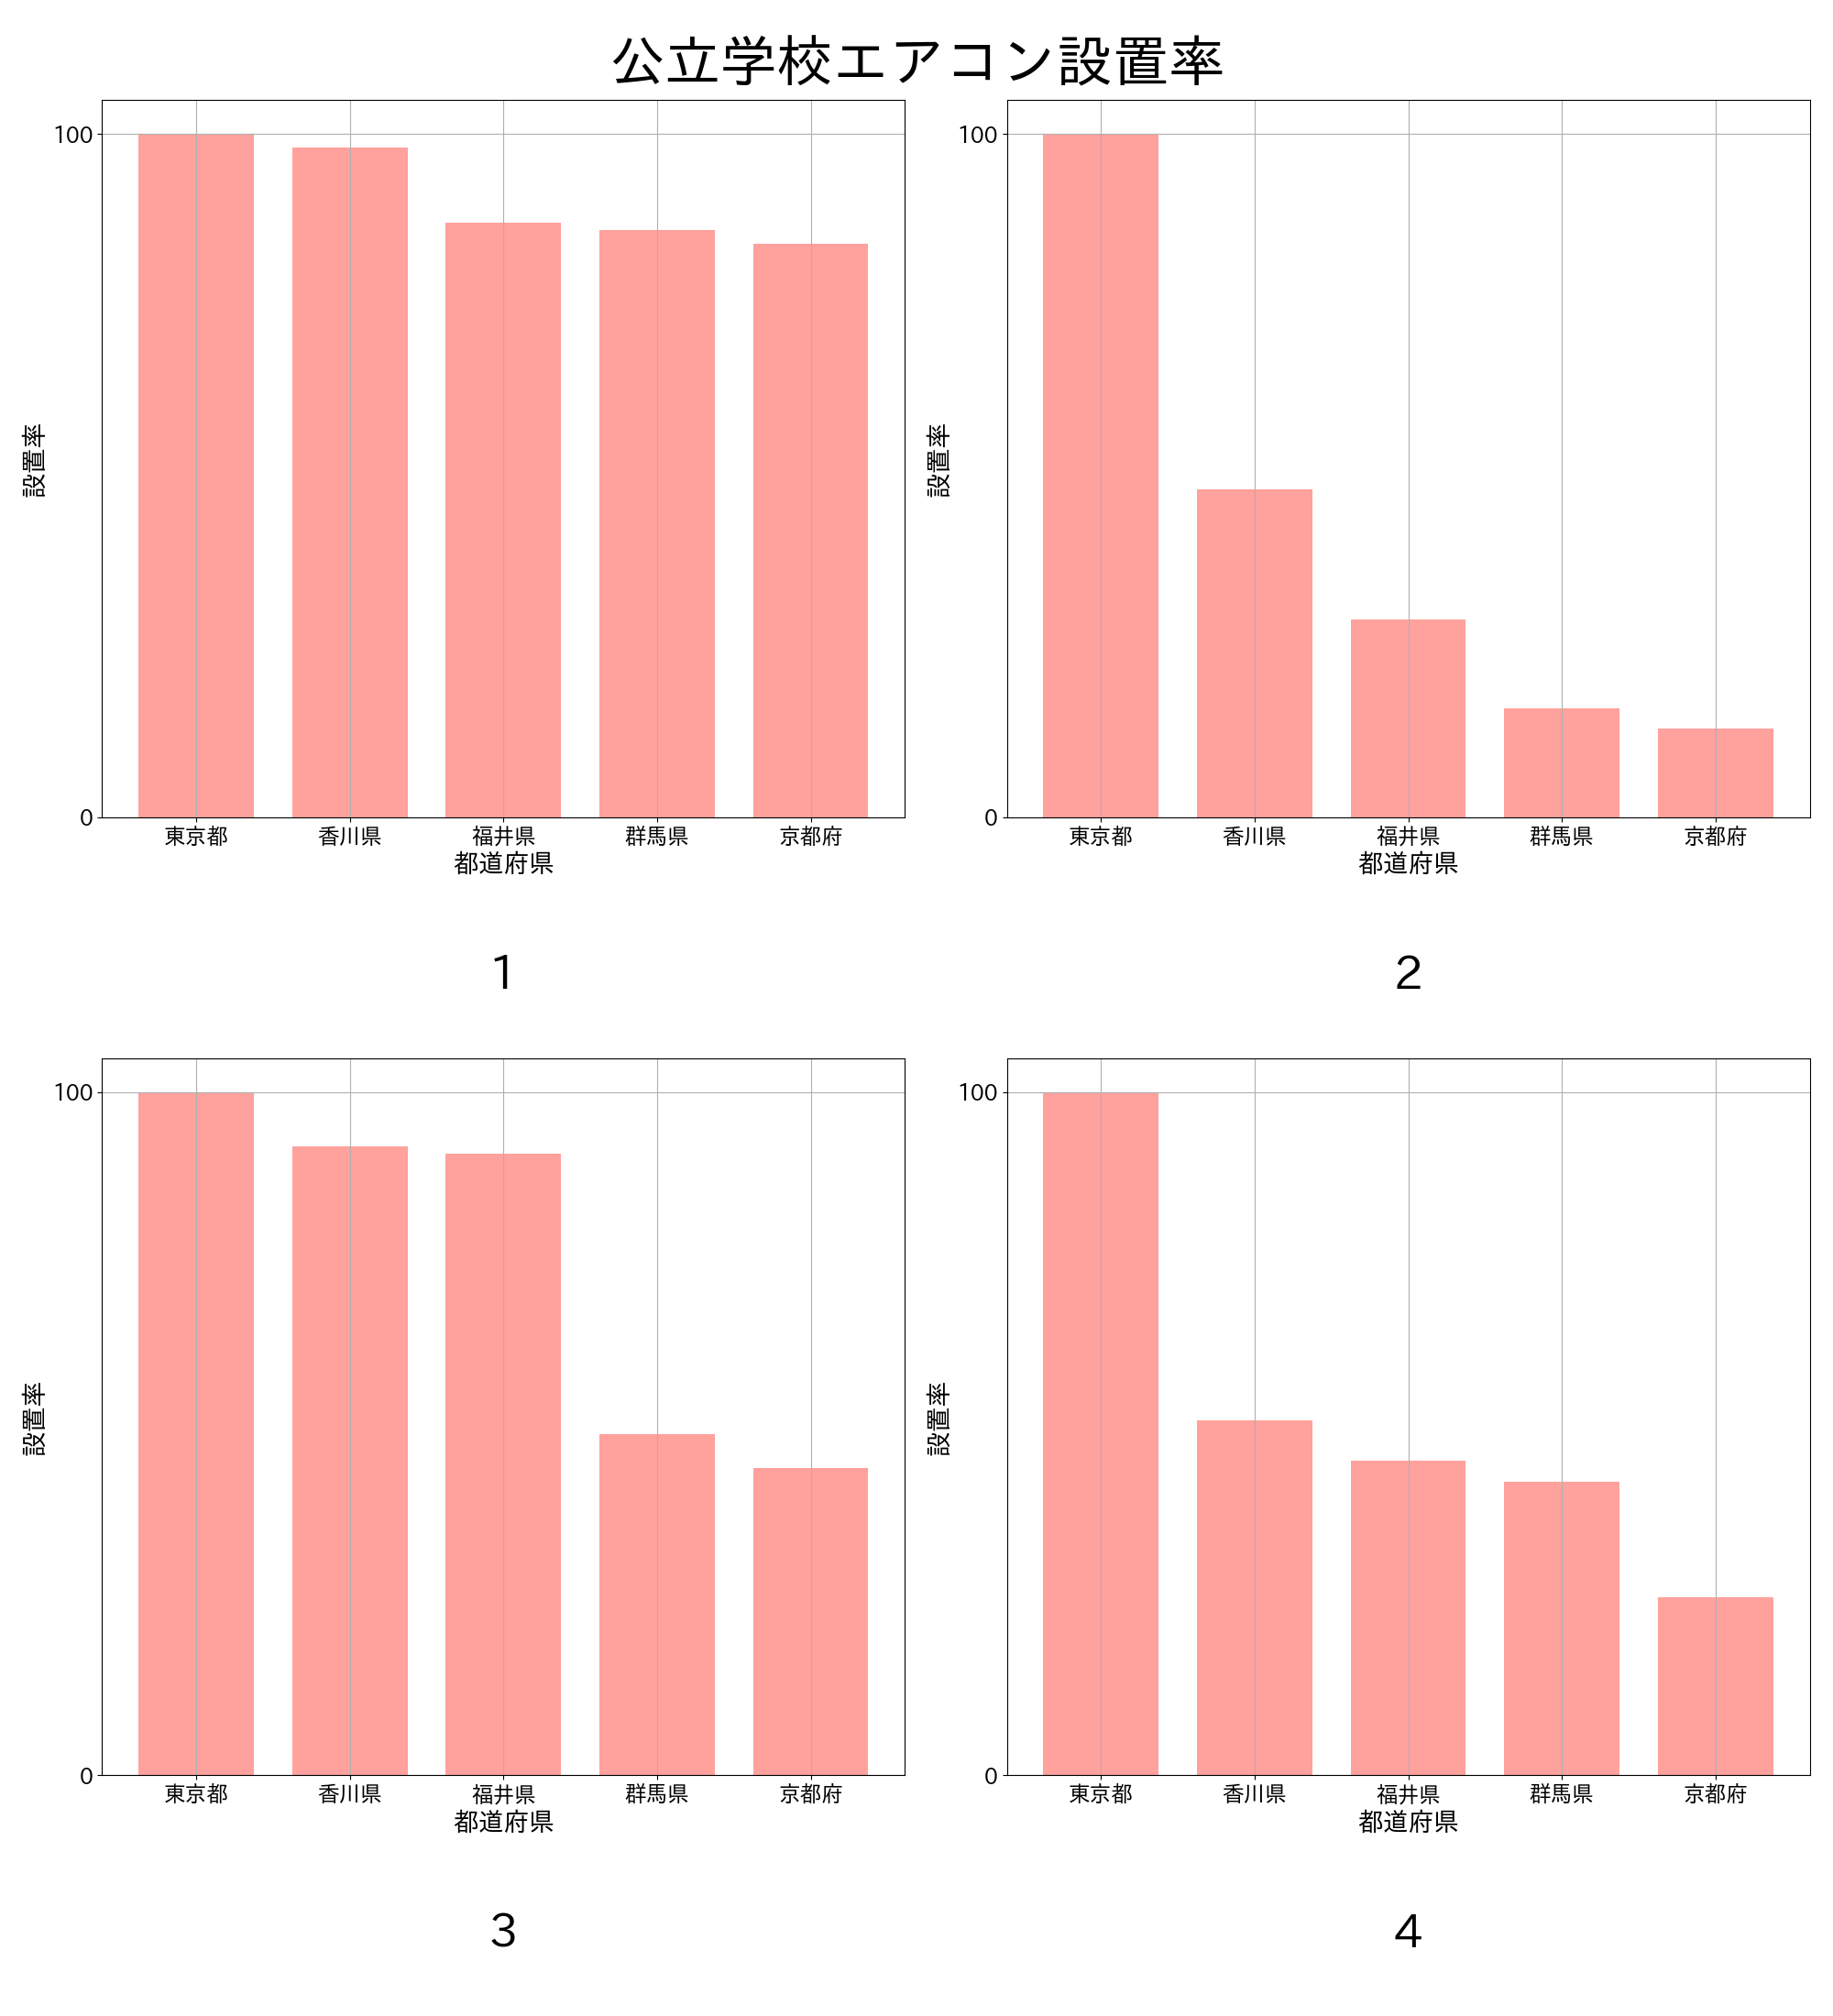 公立学校エアコン設置率
100
0
設置率
東京都 香川県 福井県 群馬県 京都府
都道府県
1
100
0
設置率
東京都 香川県 福井県 群馬県 京都府
都道府県
2
100
0
設置率
東京都 香川県 福井県 群馬県 京都府
都道府県
3
100
0
設置率
東京都 香川県 福井県 群馬県 京都府
都道府県
4